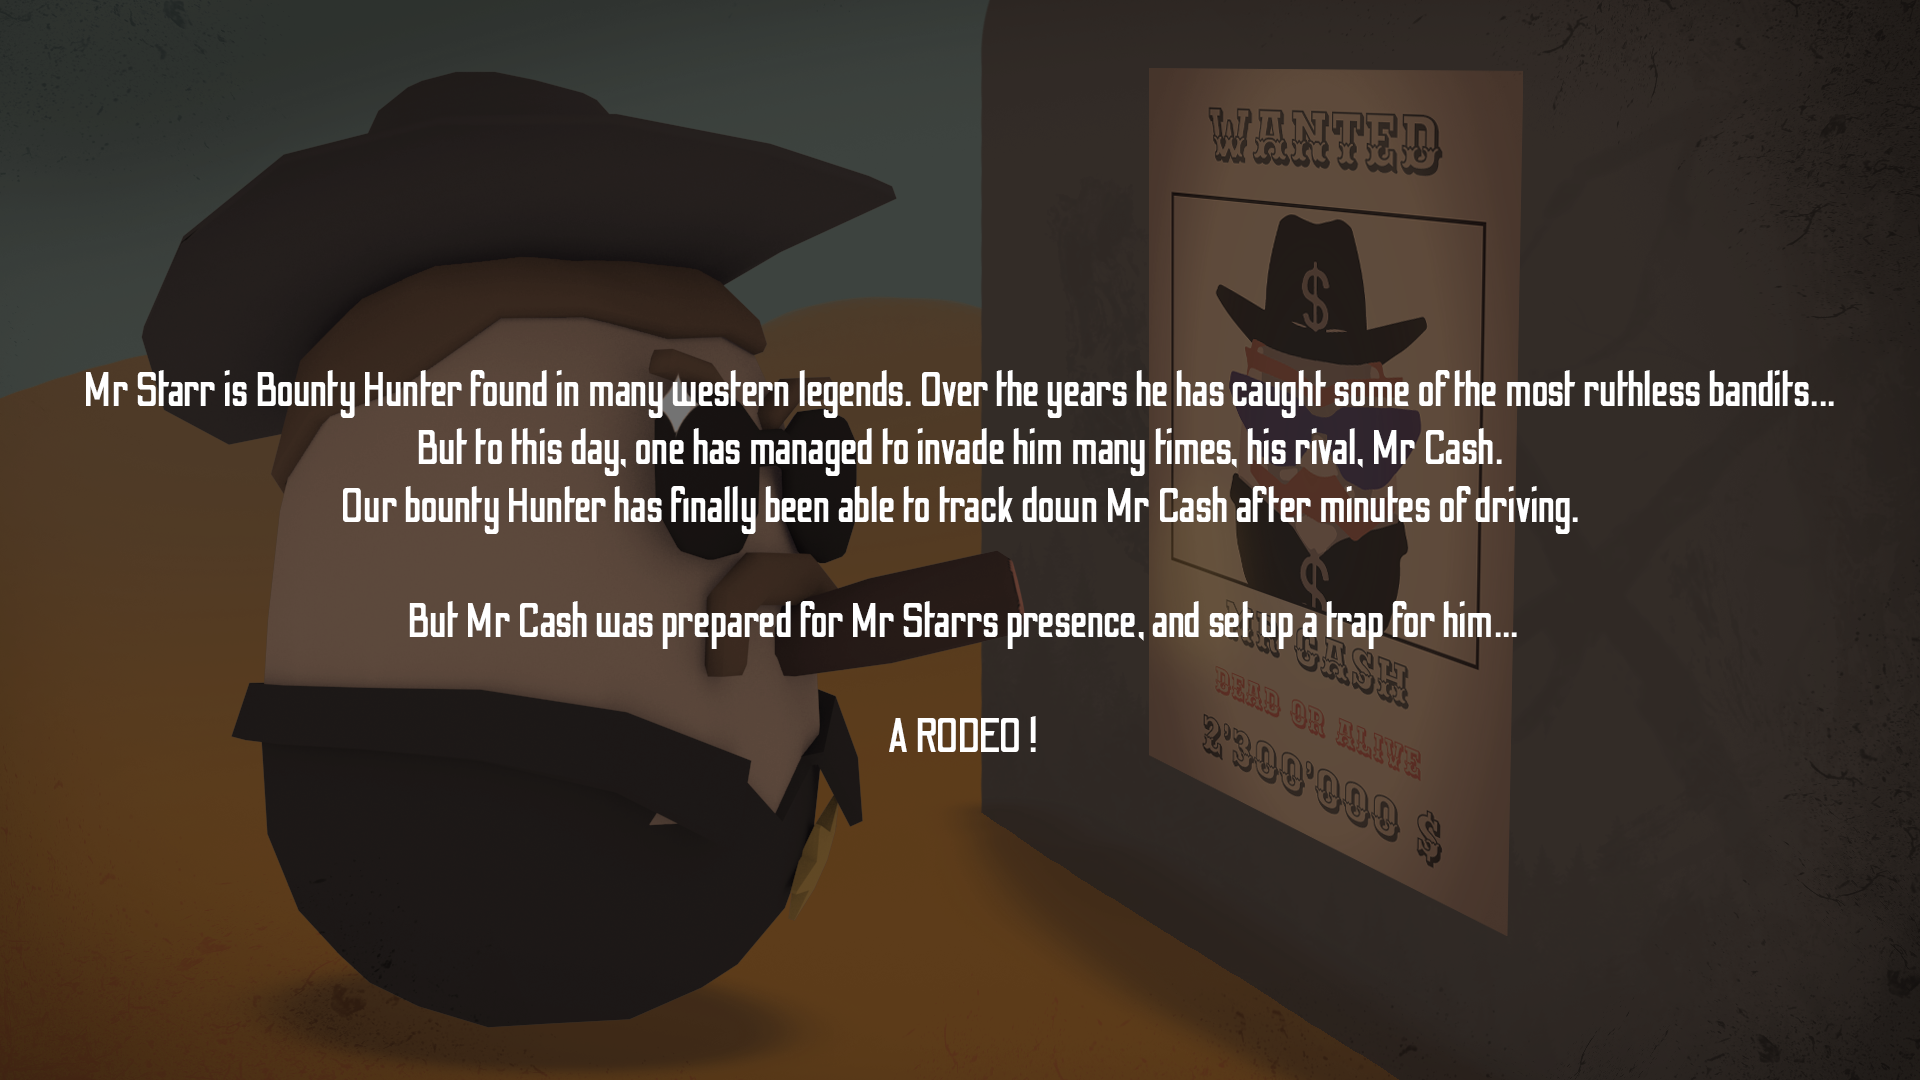 WANTED
Mr Starr is Bounty Hunter found in many western legends. Over the years he has caught some of the most ruthless bandits...
But to this day, one has managed to invade him many times, his rival, Mr Cash.
Our bounty Hunter has finally been able to track down Mr Cash after minutes of driving.
But Mr Cash was prepared for Mr Starrs presence, and set up a trap for him...
A RODEO !
$
$
MR CASH
DEAD OR ALIVE
2'300'000 $